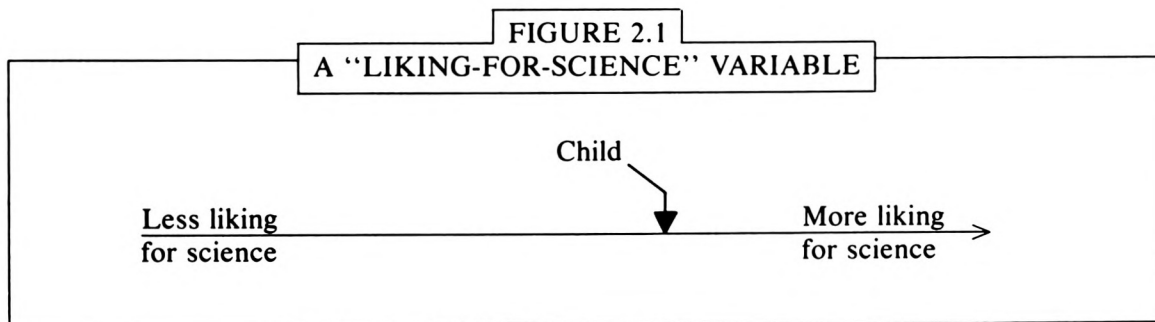 FIGURE 2.1
A “LIKING-FOR-SCIENCE” VARIABLE
Child
Less liking
for science
More liking
for science